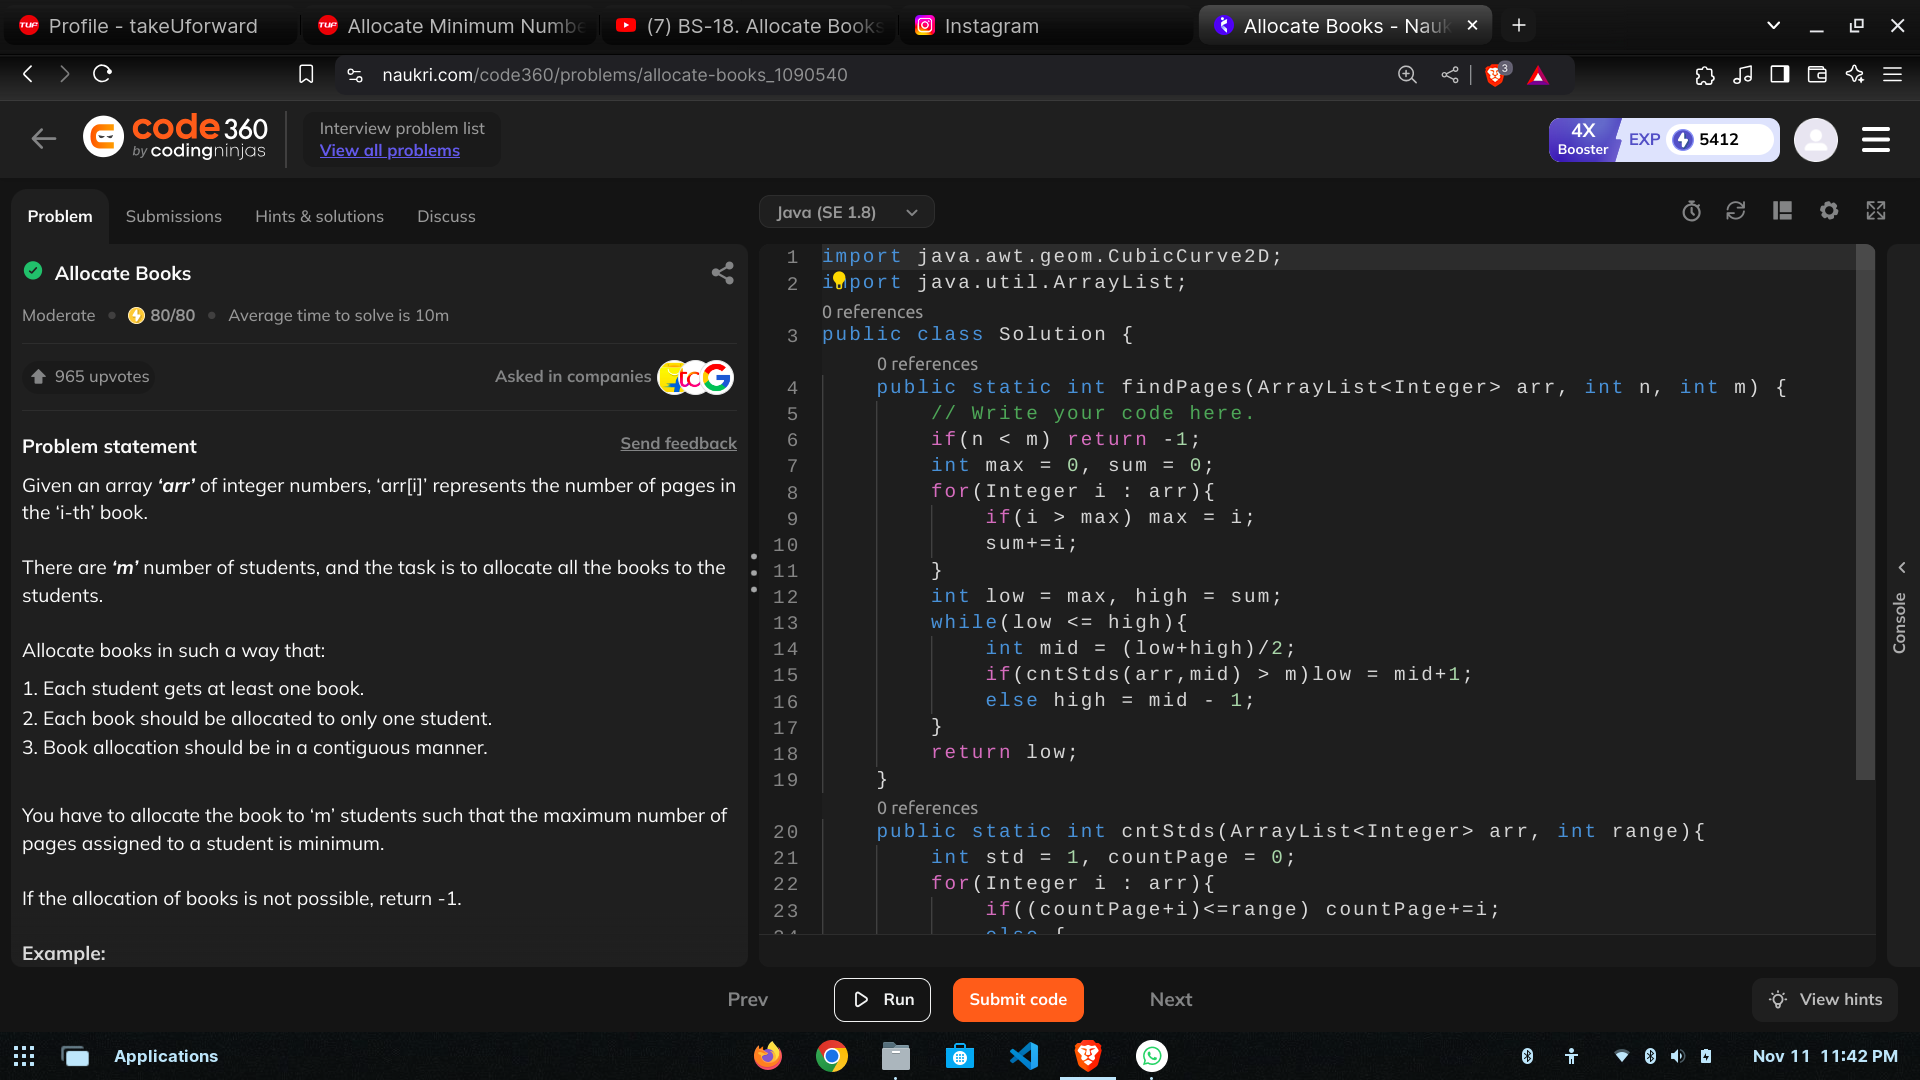 Profile - takeUforward
Allocate Minimum Numbe
(7) BS-18. Allocate Books
Instagram
Allocate Books - Nauk
naukri.com/code360/problems/allocate-books_1090540
3
code 360
by codingninjas
Interview problem list
View all problems
4X
Booster
EXP
5412
Problem
Submissions
Hints & solutions
Discuss
Java (SE 1.8)
Allocate Books
Moderate
80/80
Average time to solve is 10m
965 upvotes
Asked in companies
Problem statement
Send feedback
Given an array ‘arr’ of integer numbers, ‘arr[i]’ represents the number of pages in
the ‘i-th’ book.
There are ‘m’ number of students, and the task is to allocate all the books to the
students.
Allocate books in such a way that:
1. Each student gets at least one book.
2. Each book should be allocated to only one student.
3. Book allocation should be in a contiguous manner.
You have to allocate the book to ‘m’ students such that the maximum number of
pages assigned to a student is minimum.
If the allocation of books is not possible, return -1.
Example:
1 import java.awt.geom.CubicCurve2D;
2 import java.util.ArrayList;
0 references
3 public class Solution {
0 references
4 public static int findPages(ArrayList<Integer> arr, int n, int m) {
5 // Write your code here.
6 if(n < m) return -1;
7 int max = 0, sum = 0;
8 for(Integer i : arr){
9 if(i > max) max = i;
10 sum+=i;
11 }
12 int low = max, high = sum;
13 while(low <= high){
14 int mid = (low+high)/2;
15 if(cntStds(arr,mid) > m)low = mid+1;
16 else high = mid - 1;
17 }
18 return low;
19 }
0 references
20 public static int cntStds(ArrayList<Integer> arr, int range){
21 int std = 1, countPage = 0;
22 for(Integer i : arr){
23 if((countPage+i)<=range) countPage+=i;
24 else {
Console
Prev
Run
Submit code
Next
View hints
Applications
Nov 11 11:42 PM